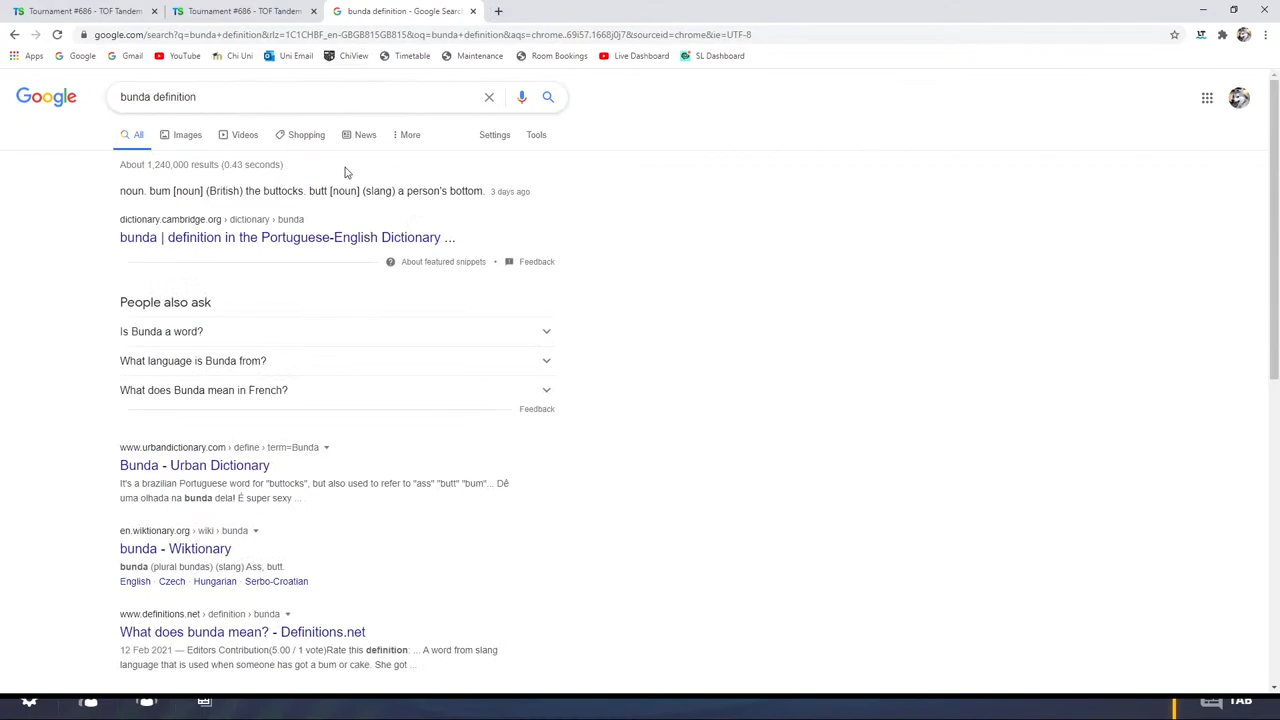 Tournament #686 - TOF Tandems
Tournament #686 - TOF Tandems
bunda definition - Google Sear
google.com/search?q=bunda+definition&rlz=1C1CHBF_en-GBGB815GB815&oq=bunda+definition&aqs=chrome..69i57.1668j0j7&sourceid=chrome&ie=UTF-8
Apps Google Gmail YouTube Chi Uni Uni Email ChiView Timetable Maintenance Room Bookings Live Dashboard SL Dashboard
Google bunda definition
All Images Videos Shopping News More Settings Tools
About 1,240,000 results (0.43 seconds)
noun. bum [noun] (British) the buttocks. butt [noun] (slang) a person's bottom. 3 days ago
dictionary.cambridge.org › dictionary › bunda
bunda | definition in the Portuguese-English Dictionary ...
About featured snippets • Feedback
People also ask
Is Bunda a word?
What language is Bunda from?
What does Bunda mean in French?
Feedback
www.urbandictionary.com › define › term=Bunda
Bunda - Urban Dictionary
It's a brazilian Portuguese word for "buttocks", but also used to refer to "ass" "butt" "bum"... Dê
uma olhada na bunda dela! É super sexy ...
en.wiktionary.org › wiki › bunda
bunda - Wiktionary
bunda (plural bundas) (slang) Ass, butt.
English · Czech · Hungarian · Serbo-Croatian
www.definitions.net › definition › bunda
What does bunda mean? - Definitions.net
12 Feb 2021 — Editors Contribution(5.00 / 1 vote)Rate this definition: ... A word from slang
language that is used when someone has got a bum or cake. She got ...
TAB